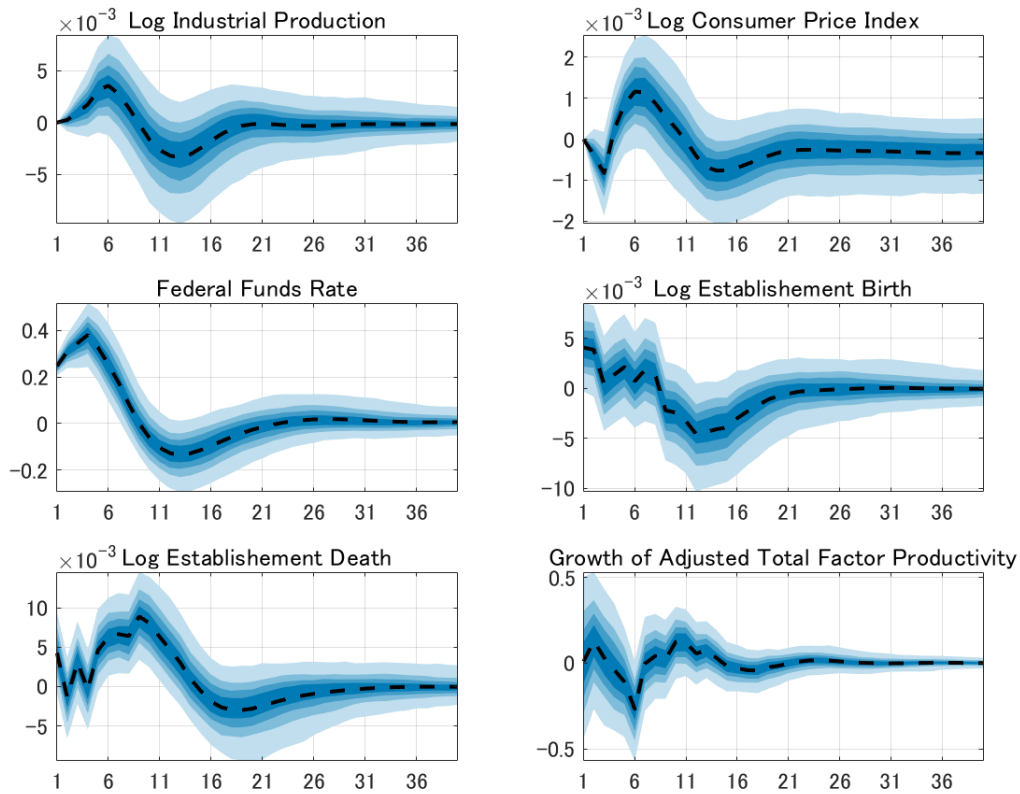 ×10⁻³ Log Industrial Production
5
0
−5
1 6 11 16 21 26 31 36
×10⁻³ Log Consumer Price Index
2
1
0
−1
−2
1 6 11 16 21 26 31 36
Federal Funds Rate
0.4
0.2
0
−0.2
1 6 11 16 21 26 31 36
×10⁻³ Log Establishement Birth
5
0
−5
−10
1 6 11 16 21 26 31 36
×10⁻³ Log Establishement Death
10
5
0
−5
1 6 11 16 21 26 31 36
Growth of Adjusted Total Factor Productivity
0.5
0
−0.5
1 6 11 16 21 26 31 36